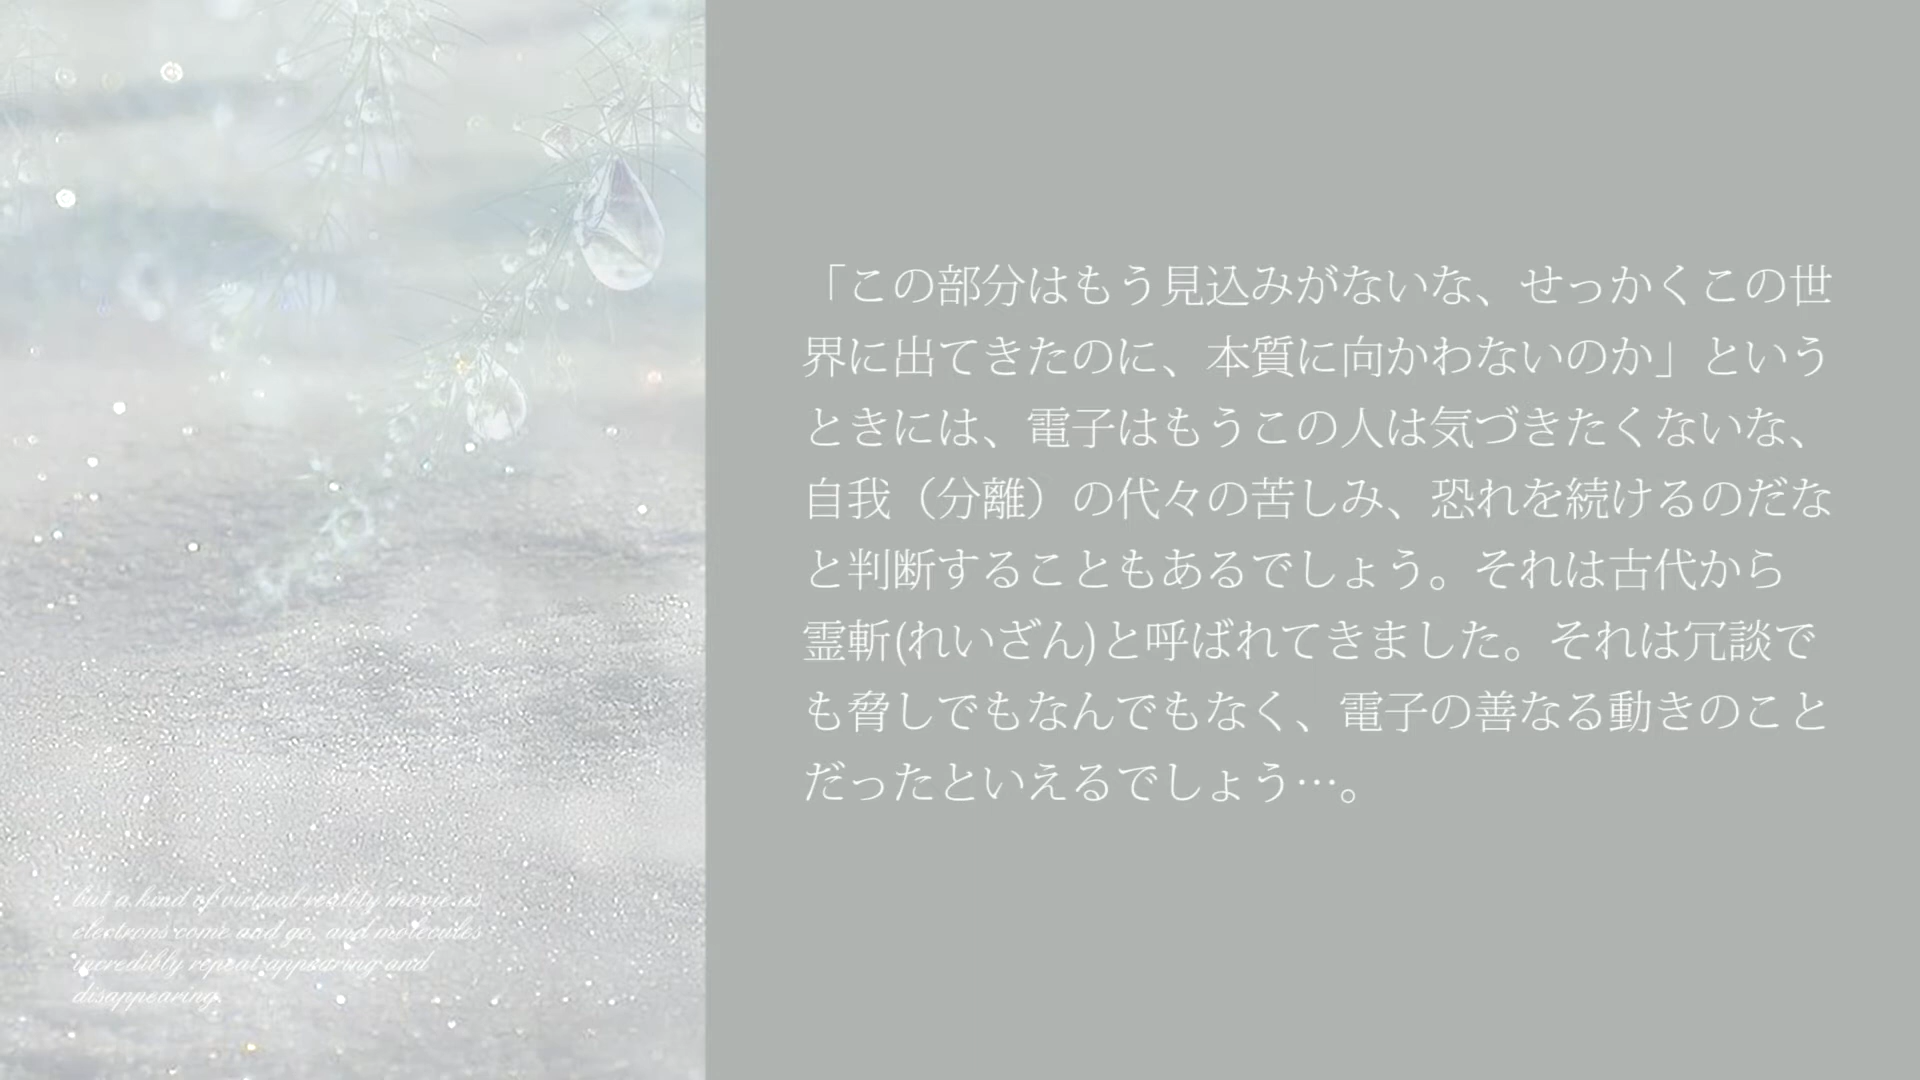 「この部分はもう見込みがないな、せっかくこの世
界に出てきたのに、本質に向かわないのか」という
ときには、電子はもうこの人は気づきたくないな、
自我（分離）の代々の苦しみ、恐れを続けるのだな
と判断することもあるでしょう。それは古代から
霊斬(れいざん)と呼ばれてきました。それは冗談で
も脅しでもなんでもなく、電子の善なる動きのこと
だったといえるでしょう…。
but a kind of virtual reality movie as
electrons come and go, and molecules
incredibly repeat appearing and
disappearing.